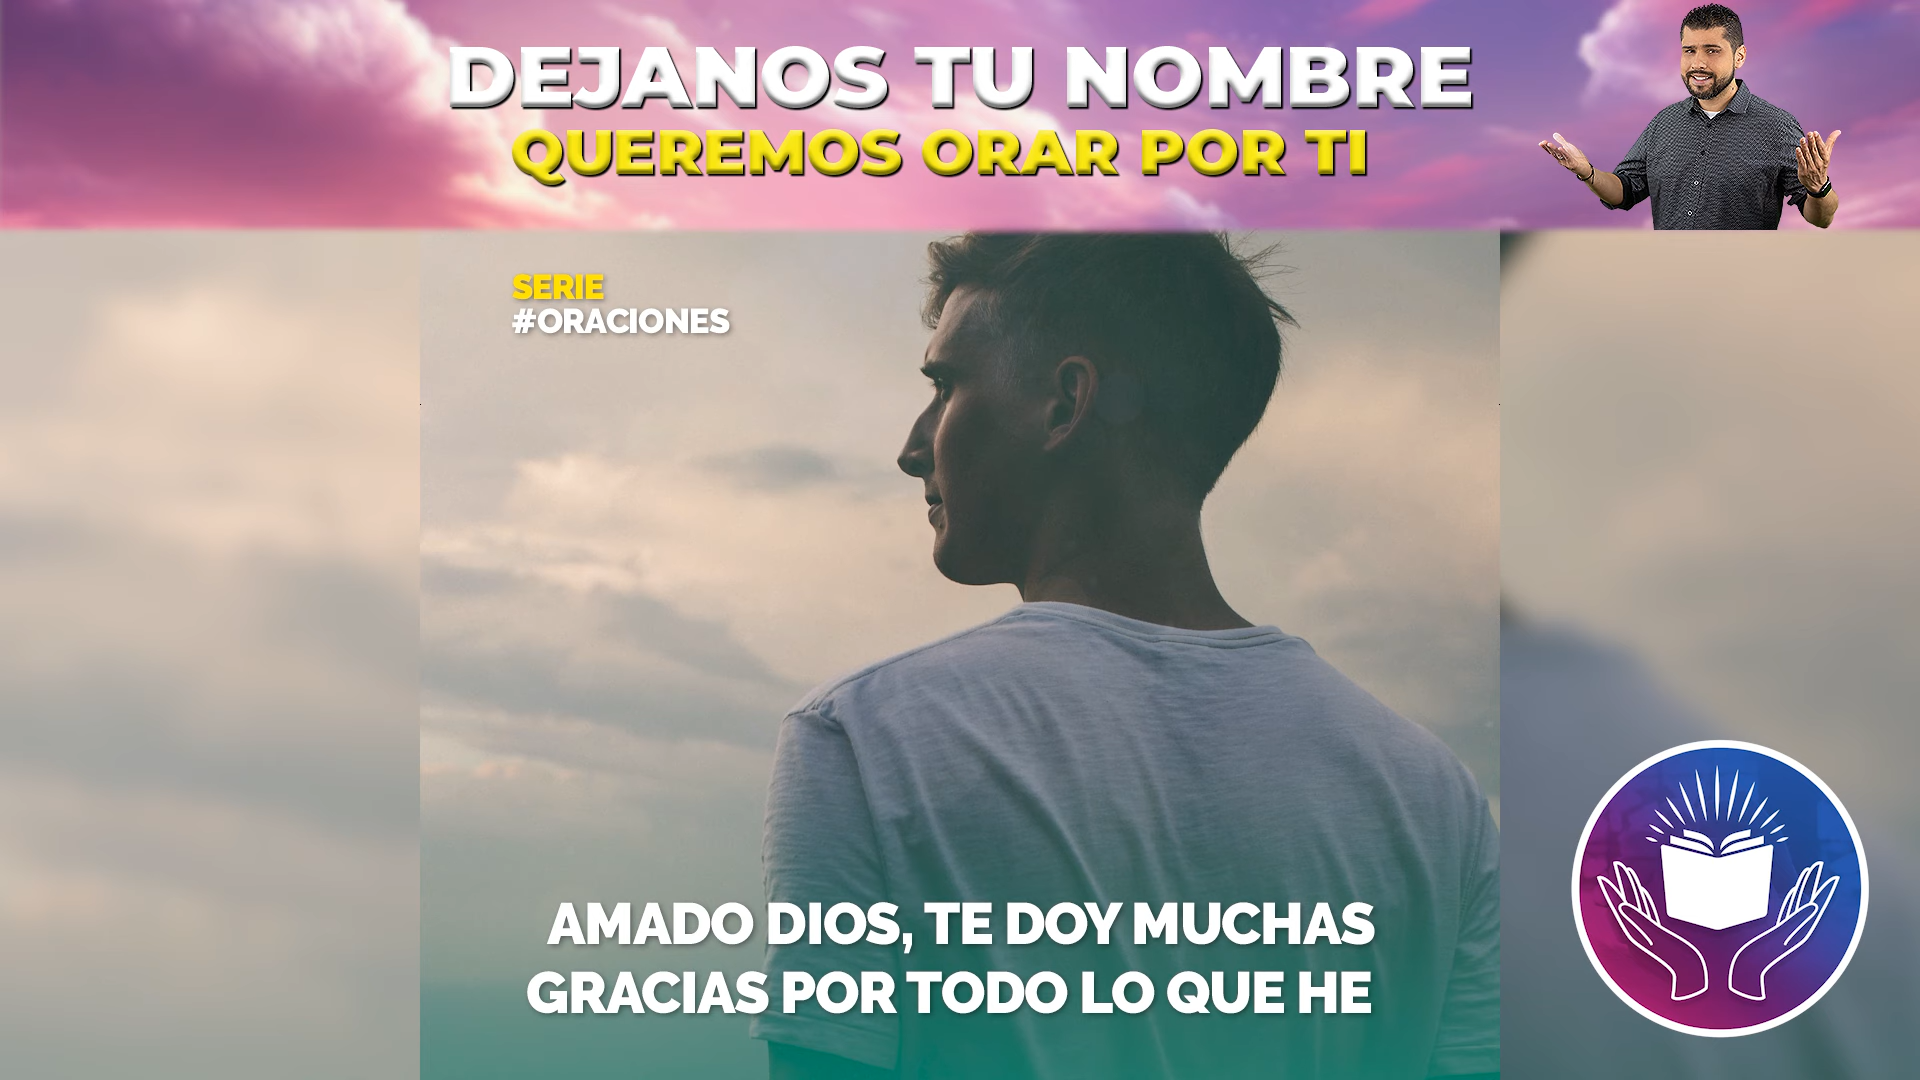 DEJANOS TU NOMBRE
QUEREMOS ORAR POR TI
SERIE
#ORACIONES
AMADO DIOS, TE DOY MUCHAS
GRACIAS POR TODO LO QUE HE